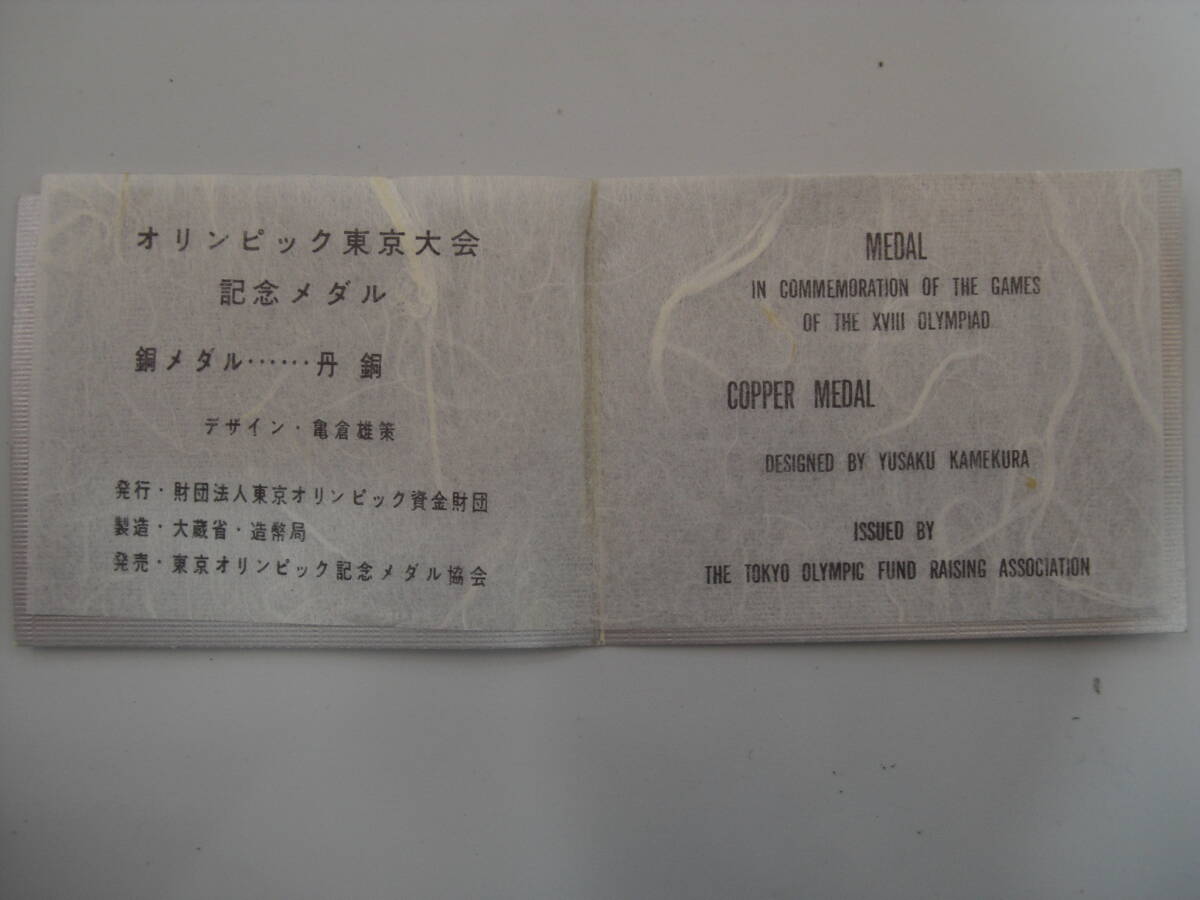 オリンピック東京大会
記念メダル
銅メダル……丹銅
デザイン・亀倉雄策
発行・財団法人東京オリンピック資金財団
製造・大蔵省・造幣局
発売・東京オリンピック記念メダル協会
MEDAL
IN COMMEMORATION OF THE GAMES
OF THE XVIII OLYMPIAD
COPPER MEDAL
DESIGNED BY YUSAKU KAMEKURA
ISSUED BY
THE TOKYO OLYMPIC FUND RAISING ASSOCIATION